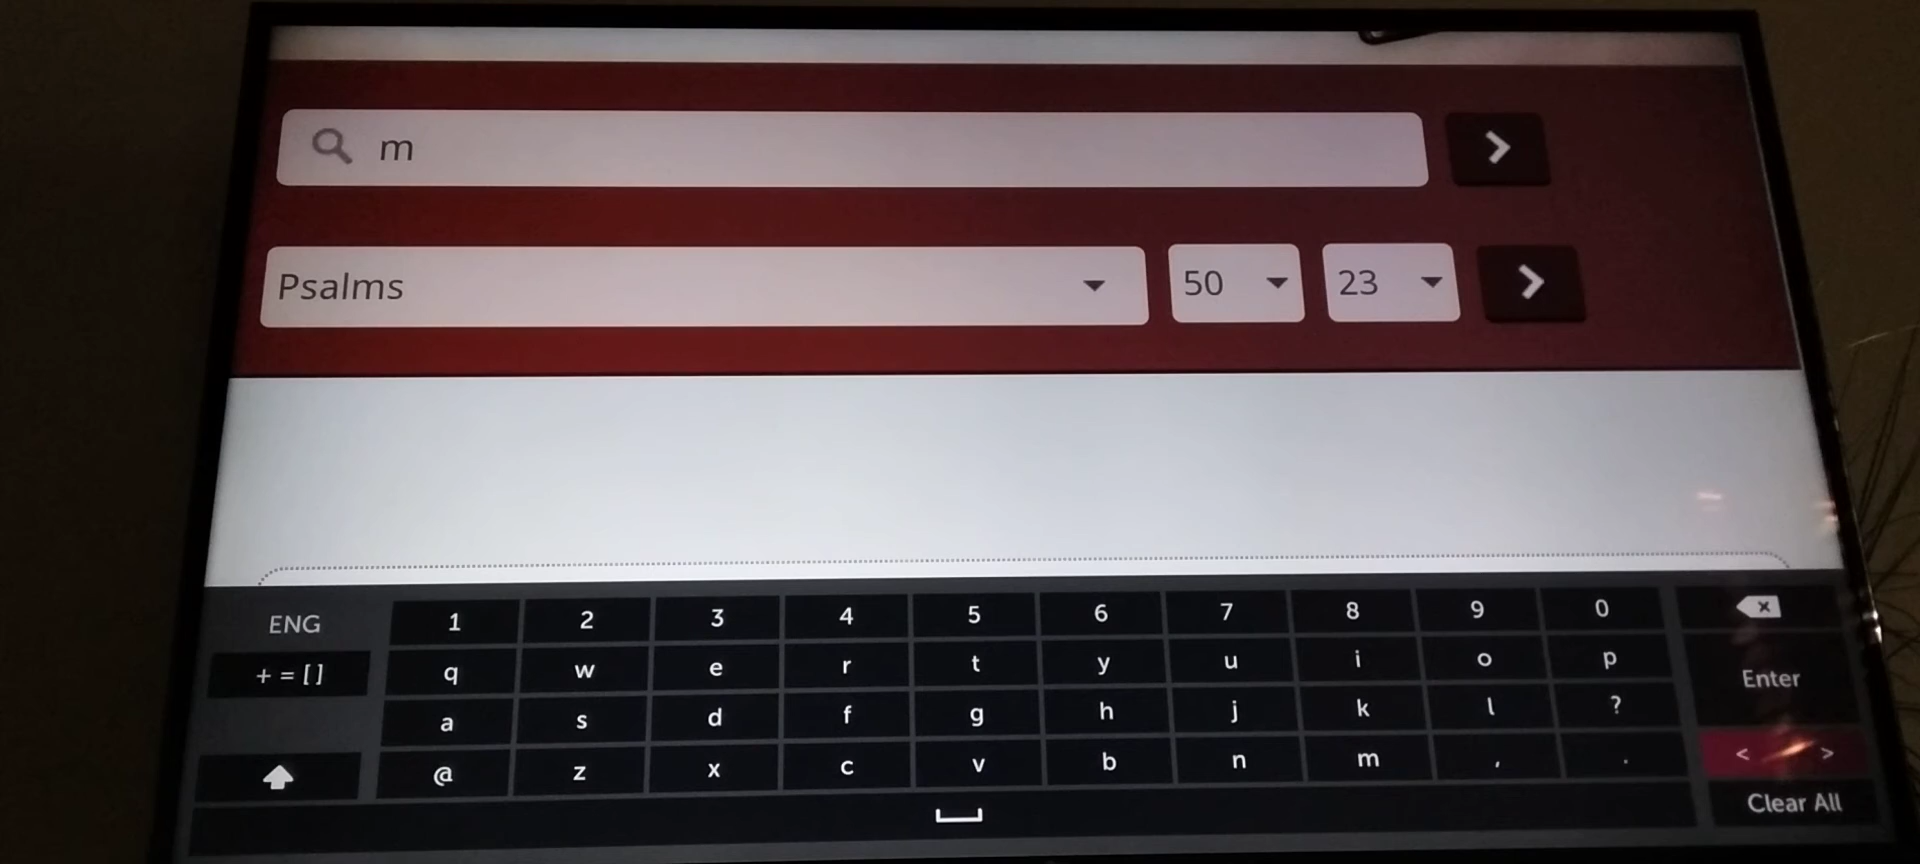 m
Psalms 50 23
ENG 1 2 3 4 5 6 7 8 9 0
+ = [ ] q w e r t y u i o p Enter
a s d f g h j k l ?
@ z x c v b n m , . < >
Clear All